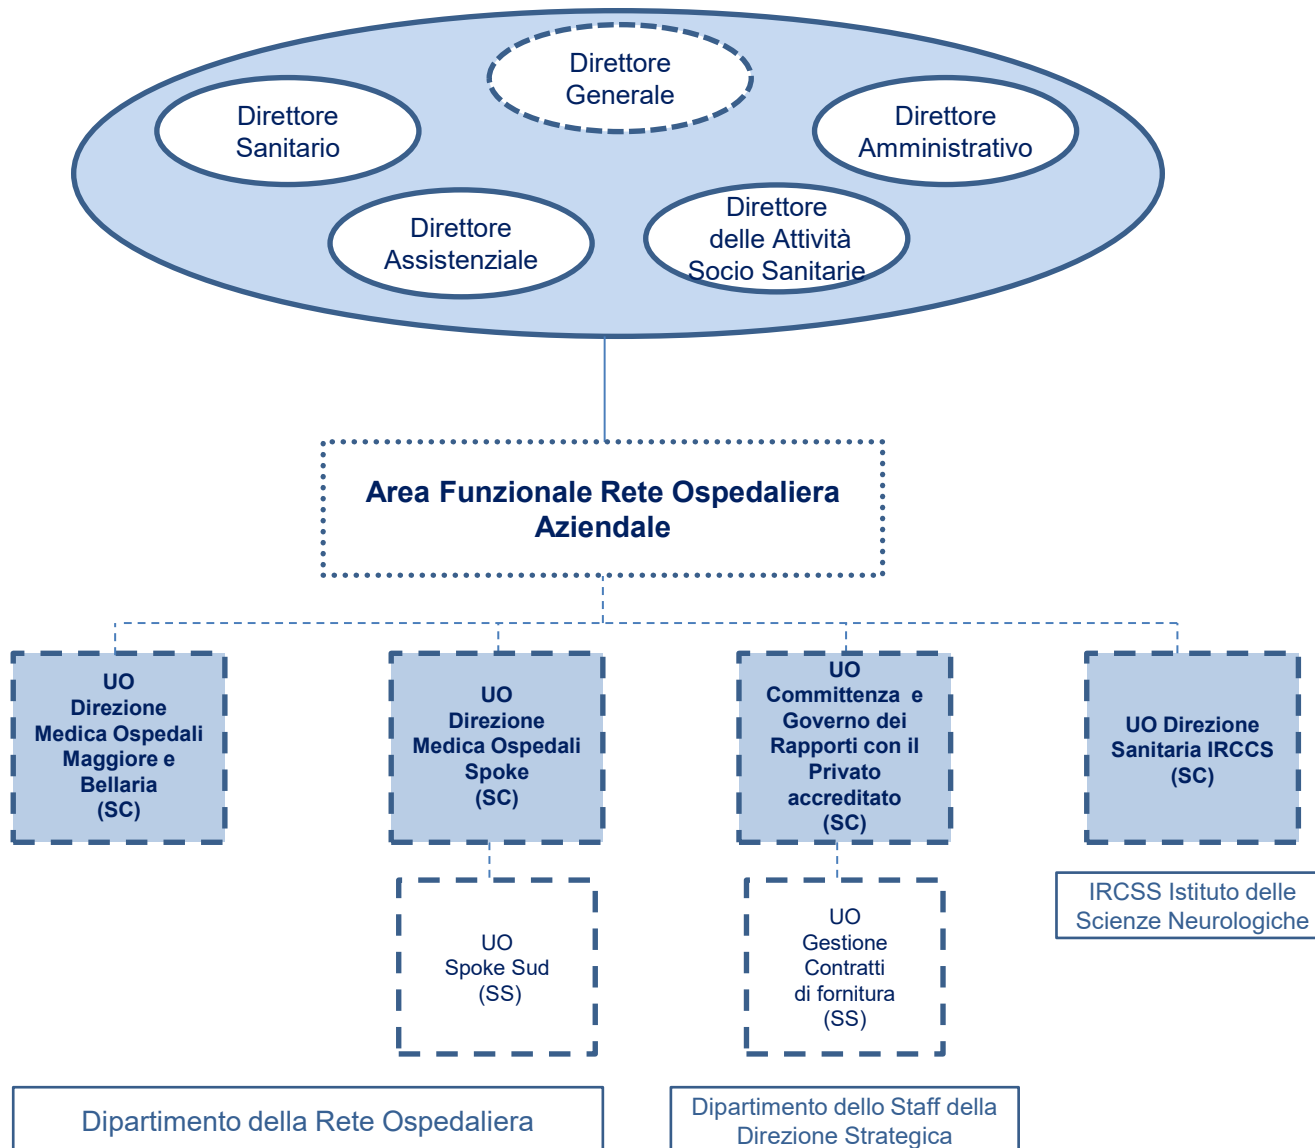 Direttore
Generale
Direttore
Sanitario
Direttore
Amministrativo
Direttore
Assistenziale
Direttore
delle Attività
Socio Sanitarie
Area Funzionale Rete Ospedaliera
Aziendale
UO
Direzione
Medica Ospedali
Maggiore e
Bellaria
(SC)
UO
Direzione
Medica Ospedali
Spoke
(SC)
UO
Committenza e
Governo dei
Rapporti con il
Privato
accreditato
(SC)
UO Direzione
Sanitaria IRCCS
(SC)
UO
Spoke Sud
(SS)
UO
Gestione
Contratti
di fornitura
(SS)
IRCSS Istituto delle
Scienze Neurologiche
Dipartimento della Rete Ospedaliera
Dipartimento dello Staff della
Direzione Strategica